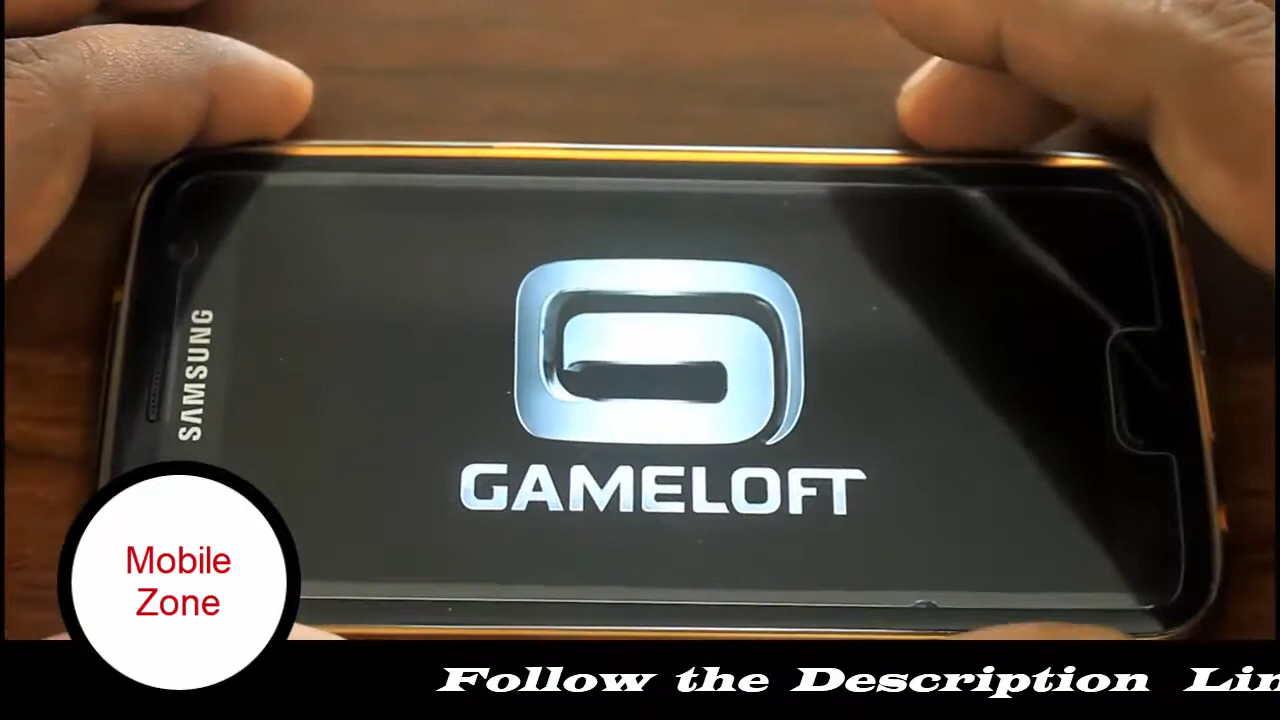 SAMSUNG
GAMELOFT
Mobile
Zone
Follow the Description